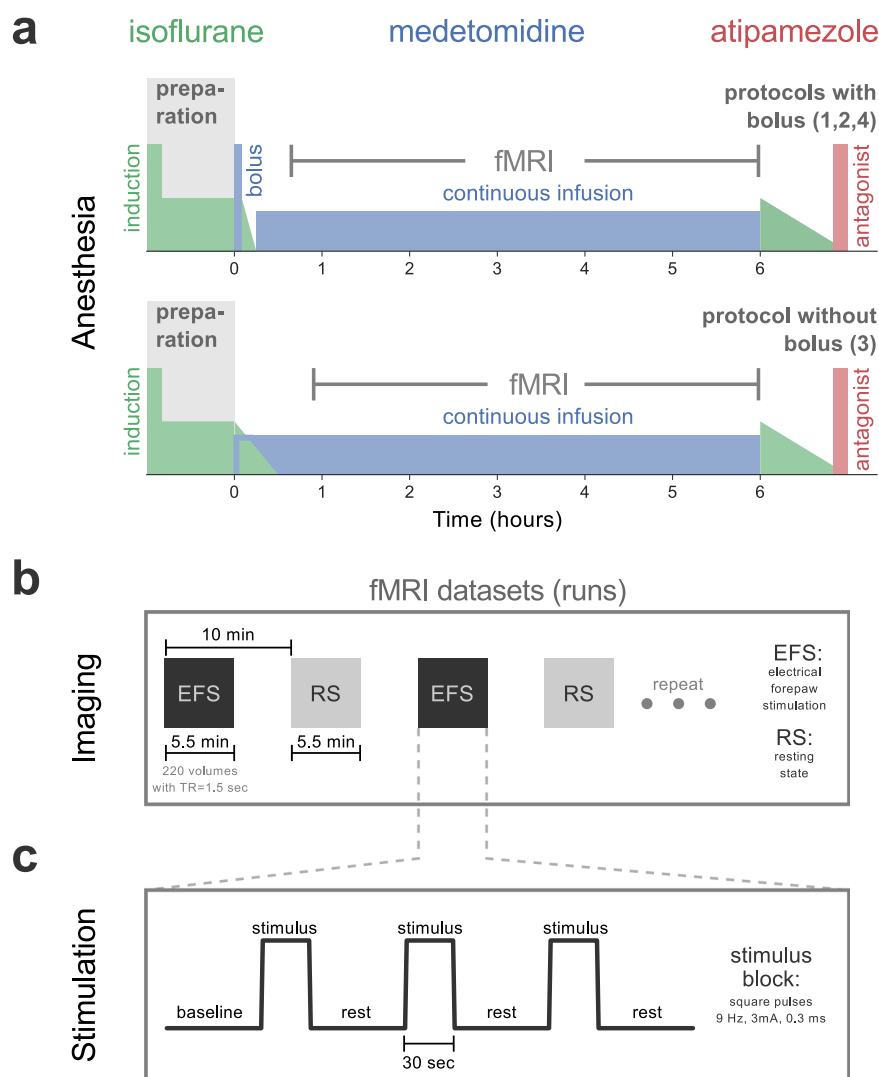 a
isoflurane
medetomidine
atipamezole
Anesthesia
prepa-
ration
protocols with
bolus (1,2,4)
induction
bolus
fMRI
continuous infusion
antagonist
0 1 2 3 4 5 6
prepa-
ration
protocol without
bolus (3)
induction
fMRI
continuous infusion
antagonist
0 1 2 3 4 5 6
Time (hours)
b
fMRI datasets (runs)
Imaging
10 min
EFS RS EFS RS
repeat
5.5 min 5.5 min
220 volumes
with TR=1.5 sec
EFS:
electrical
forepaw
stimulation
RS:
resting
state
c
Stimulation
stimulus stimulus stimulus
baseline rest rest rest
30 sec
stimulus
block:
square pulses
9 Hz, 3mA, 0.3 ms